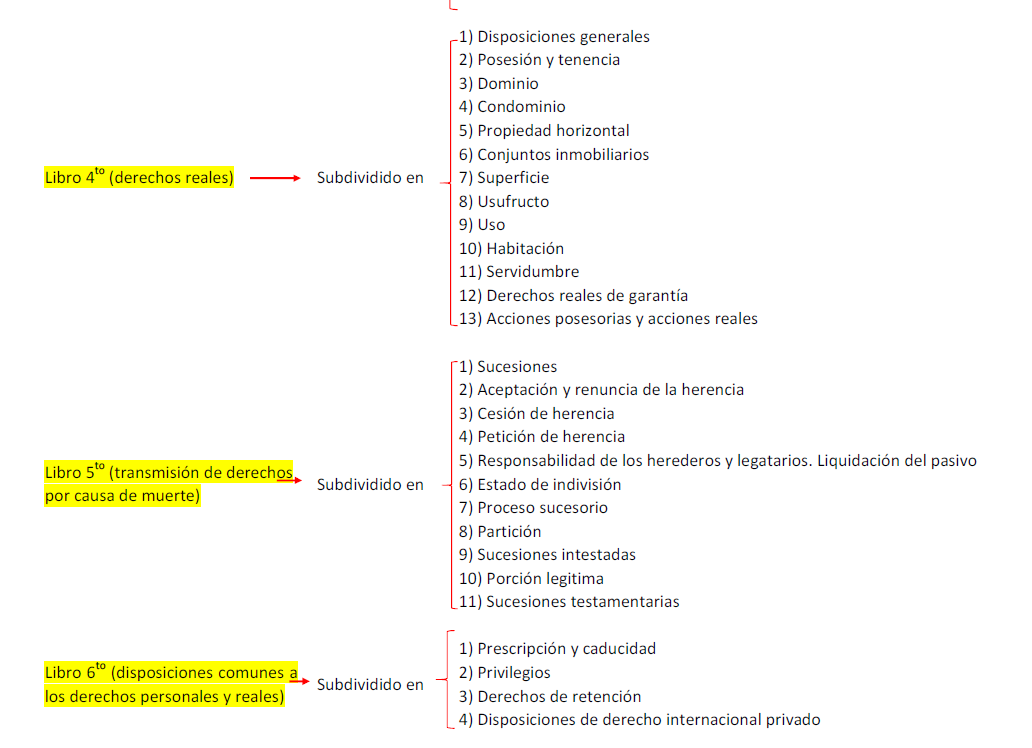 1) Disposiciones generales
2) Posesión y tenencia
3) Dominio
4) Condominio
5) Propiedad horizontal
6) Conjuntos inmobiliarios
Libro 4to (derechos reales) Subdividido en 7) Superficie
8) Usufructo
9) Uso
10) Habitación
11) Servidumbre
12) Derechos reales de garantía
13) Acciones posesorias y acciones reales
1) Sucesiones
2) Aceptación y renuncia de la herencia
3) Cesión de herencia
4) Petición de herencia
5) Responsabilidad de los herederos y legatarios. Liquidación del pasivo
Libro 5to (transmisión de derechos
por causa de muerte)
Subdividido en 6) Estado de indivisión
7) Proceso sucesorio
8) Partición
9) Sucesiones intestadas
10) Porción legitima
11) Sucesiones testamentarias
Libro 6to (disposiciones comunes a
los derechos personales y reales)
Subdividido en
1) Prescripción y caducidad
2) Privilegios
3) Derechos de retención
4) Disposiciones de derecho internacional privado